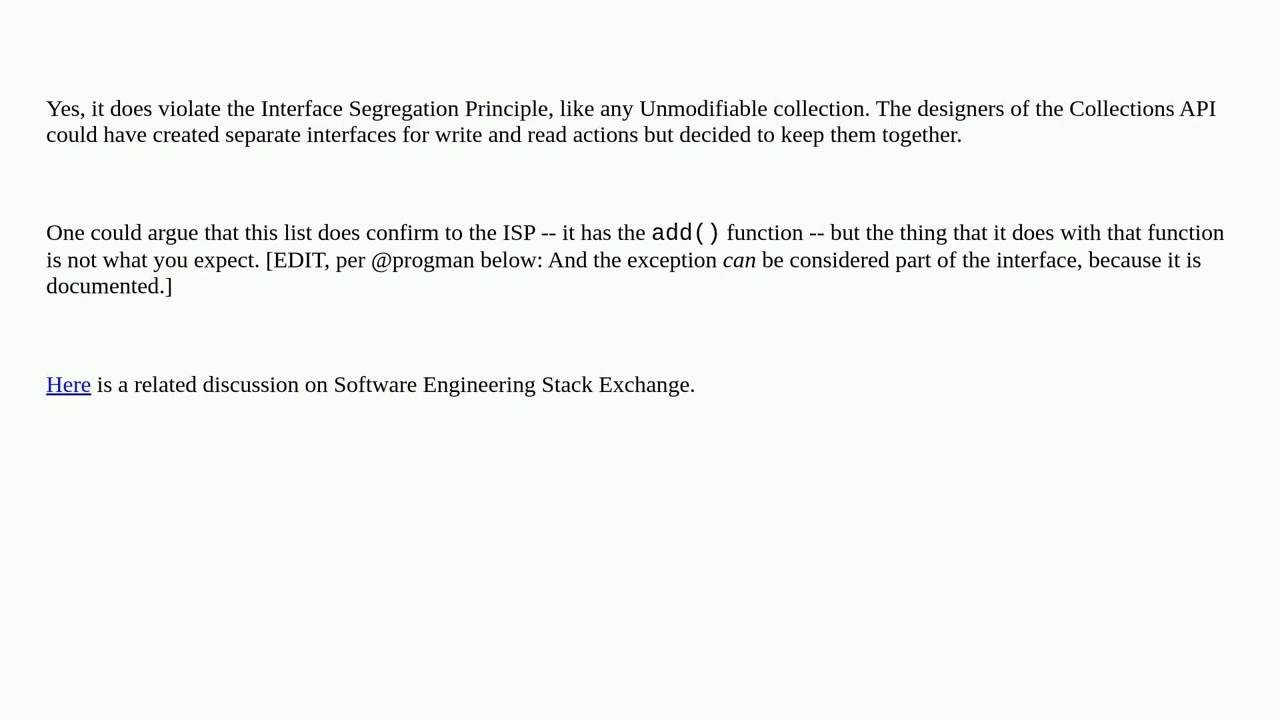 Yes, it does violate the Interface Segregation Principle, like any Unmodifiable collection. The designers of the Collections API
could have created separate interfaces for write and read actions but decided to keep them together.
One could argue that this list does confirm to the ISP -- it has the add() function -- but the thing that it does with that function
is not what you expect. [EDIT, per @progman below: And the exception can be considered part of the interface, because it is
documented.]
Here is a related discussion on Software Engineering Stack Exchange.